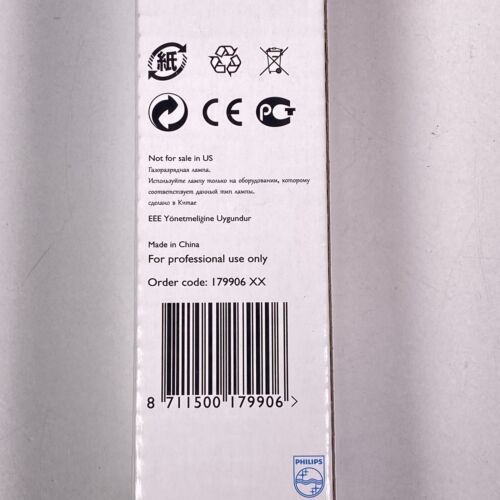 紙
CE
РСТ
Not for sale in US
Газоразрядная лампа.
Используйте лампу только на оборудовании, которому
соответствует данный тип лампы.
сделано в Китае
EEE Yönetmeliğine Uygundur
Made in China
For professional use only
Order code: 179906 XX
8 711500 179906 >
PHILIPS